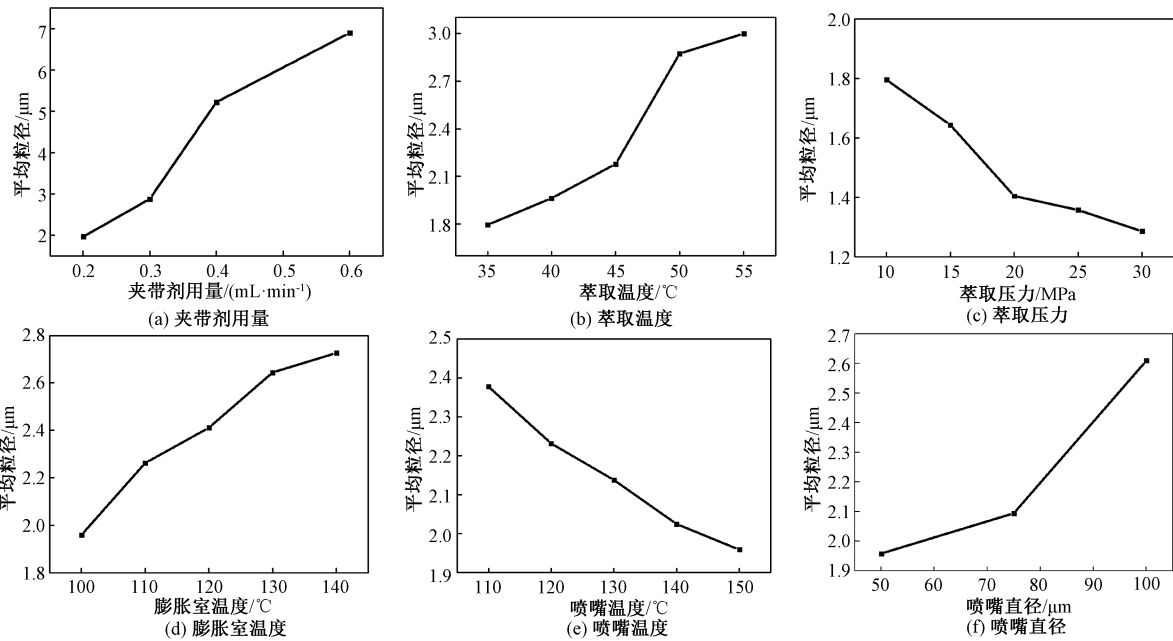 7
6
5
4
3
2
平均粒径/μm
0.2 0.3 0.4 0.5 0.6
夹带剂用量/(mL·min⁻¹)
(a) 夹带剂用量
3.0
2.7
2.4
2.1
1.8
平均粒径/μm
35 40 45 50 55
萃取温度/℃
(b) 萃取温度
2.0
1.8
1.6
1.4
1.2
平均粒径/μm
10 15 20 25 30
萃取压力/MPa
(c) 萃取压力
2.8
2.6
2.4
2.2
2.0
1.8
平均粒径/μm
100 110 120 130 140
膨胀室温度/℃
(d) 膨胀室温度
2.5
2.4
2.3
2.2
2.1
2.0
1.9
平均粒径/μm
110 120 130 140 150
喷嘴温度/℃
(e) 喷嘴温度
2.7
2.6
2.5
2.4
2.3
2.2
2.1
2.0
1.9
平均粒径/μm
50 60 70 80 90 100
喷嘴直径/μm
(f) 喷嘴直径